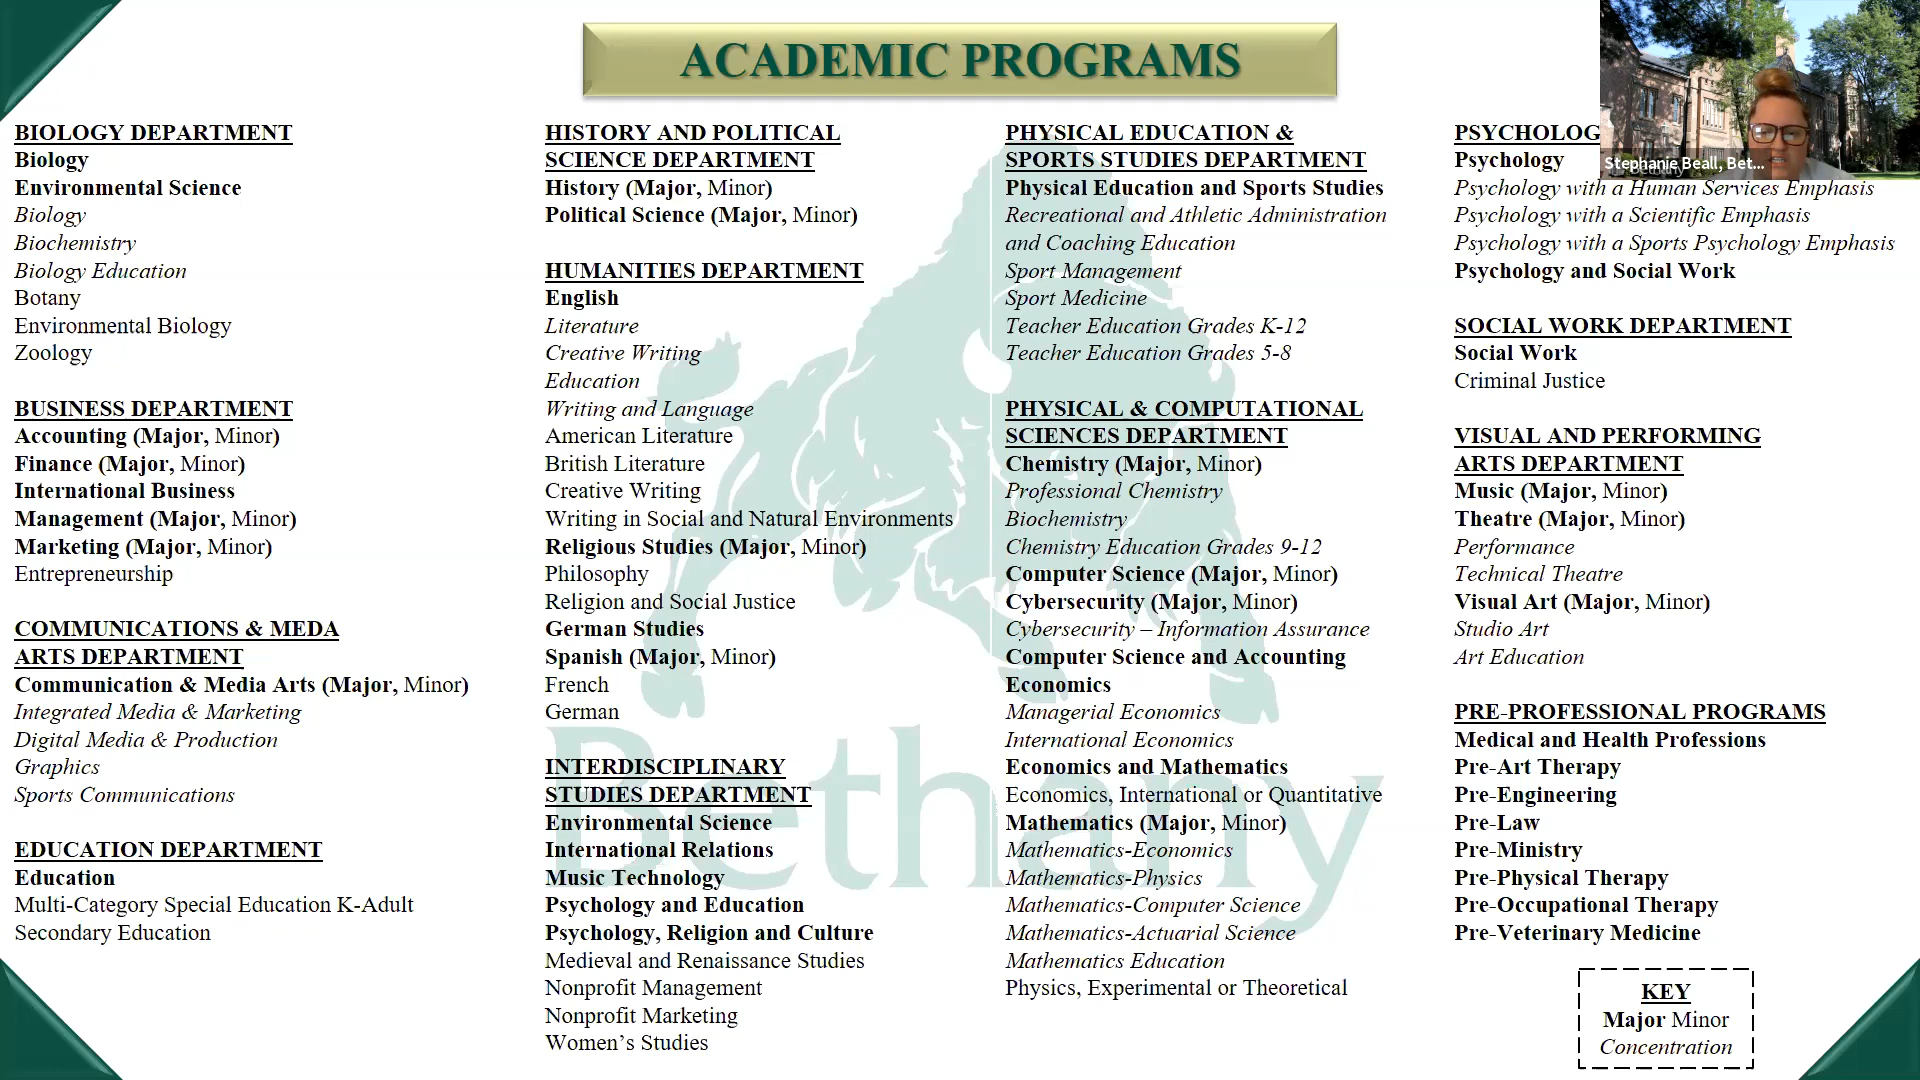 ACADEMIC PROGRAMS
BIOLOGY DEPARTMENT
Biology
Environmental Science
Biology
Biochemistry
Biology Education
Botany
Environmental Biology
Zoology
BUSINESS DEPARTMENT
Accounting (Major, Minor)
Finance (Major, Minor)
International Business
Management (Major, Minor)
Marketing (Major, Minor)
Entrepreneurship
COMMUNICATIONS & MEDA
ARTS DEPARTMENT
Communication & Media Arts (Major, Minor)
Integrated Media & Marketing
Digital Media & Production
Graphics
Sports Communications
EDUCATION DEPARTMENT
Education
Multi-Category Special Education K-Adult
Secondary Education
HISTORY AND POLITICAL
SCIENCE DEPARTMENT
History (Major, Minor)
Political Science (Major, Minor)
HUMANITIES DEPARTMENT
English
Literature
Creative Writing
Education
Writing and Language
American Literature
British Literature
Creative Writing
Writing in Social and Natural Environments
Religious Studies (Major, Minor)
Philosophy
Religion and Social Justice
German Studies
Spanish (Major, Minor)
French
German
INTERDISCIPLINARY
STUDIES DEPARTMENT
Environmental Science
International Relations
Music Technology
Psychology and Education
Psychology, Religion and Culture
Medieval and Renaissance Studies
Nonprofit Management
Nonprofit Marketing
Women's Studies
PHYSICAL EDUCATION &
SPORTS STUDIES DEPARTMENT
Physical Education and Sports Studies
Recreational and Athletic Administration
and Coaching Education
Sport Management
Sport Medicine
Teacher Education Grades K-12
Teacher Education Grades 5-8
PHYSICAL & COMPUTATIONAL
SCIENCES DEPARTMENT
Chemistry (Major, Minor)
Professional Chemistry
Biochemistry
Chemistry Education Grades 9-12
Computer Science (Major, Minor)
Cybersecurity (Major, Minor)
Cybersecurity – Information Assurance
Computer Science and Accounting
Economics
Managerial Economics
International Economics
Economics and Mathematics
Economics, International or Quantitative
Mathematics (Major, Minor)
Mathematics-Economics
Mathematics-Physics
Mathematics-Computer Science
Mathematics-Actuarial Science
Mathematics Education
Physics, Experimental or Theoretical
PSYCHOLOG
Psychology
Psychology with a Human Services Emphasis
Psychology with a Scientific Emphasis
Psychology with a Sports Psychology Emphasis
Psychology and Social Work
SOCIAL WORK DEPARTMENT
Social Work
Criminal Justice
VISUAL AND PERFORMING
ARTS DEPARTMENT
Music (Major, Minor)
Theatre (Major, Minor)
Performance
Technical Theatre
Visual Art (Major, Minor)
Studio Art
Art Education
PRE-PROFESSIONAL PROGRAMS
Medical and Health Professions
Pre-Art Therapy
Pre-Engineering
Pre-Law
Pre-Ministry
Pre-Physical Therapy
Pre-Occupational Therapy
Pre-Veterinary Medicine
KEY
Major Minor
Concentration
Bethany
Stephanie Beall, Bet...